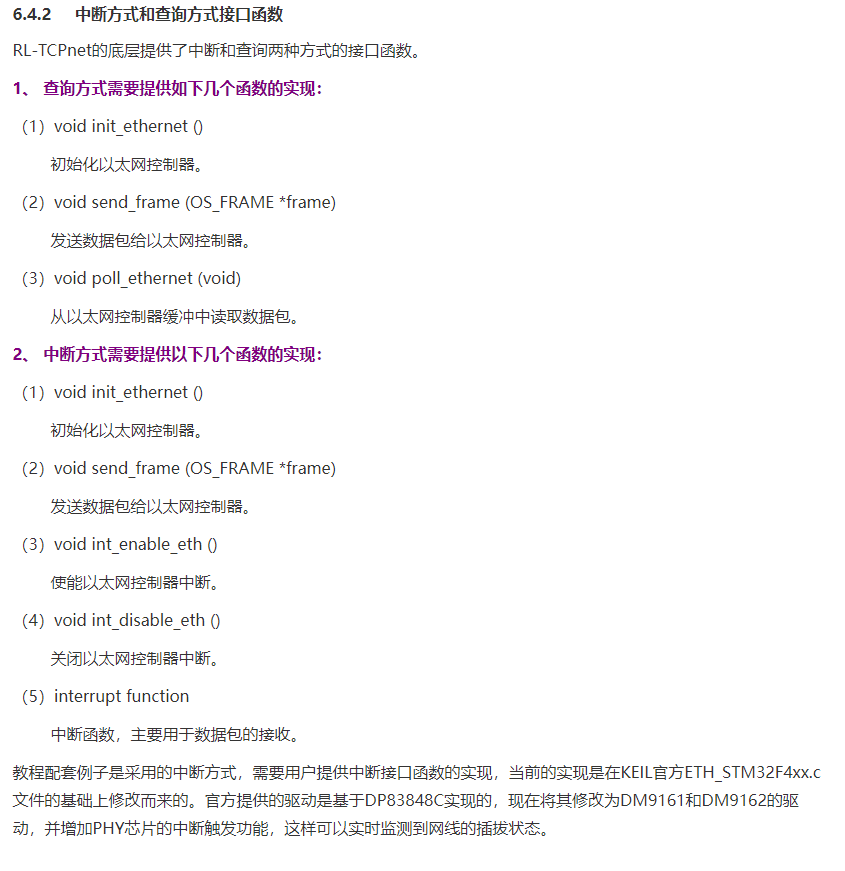 6.4.2 中断方式和查询方式接口函数
RL-TCPnet的底层提供了中断和查询两种方式的接口函数。
1、 查询方式需要提供如下几个函数的实现：
（1）void init_ethernet ()
初始化以太网控制器。
（2）void send_frame (OS_FRAME *frame)
发送数据包给以太网控制器。
（3）void poll_ethernet (void)
从以太网控制器缓冲中读取数据包。
2、 中断方式需要提供以下几个函数的实现：
（1）void init_ethernet ()
初始化以太网控制器。
（2）void send_frame (OS_FRAME *frame)
发送数据包给以太网控制器。
（3）void int_enable_eth ()
使能以太网控制器中断。
（4）void int_disable_eth ()
关闭以太网控制器中断。
（5）interrupt function
中断函数，主要用于数据包的接收。
教程配套例子是采用的中断方式，需要用户提供中断接口函数的实现，当前的实现是在KEIL官方ETH_STM32F4xx.c
文件的基础上修改而来的。官方提供的驱动是基于DP83848C实现的，现在将其修改为DM9161和DM9162的驱
动，并增加PHY芯片的中断触发功能，这样可以实时监测到网线的插拔状态。